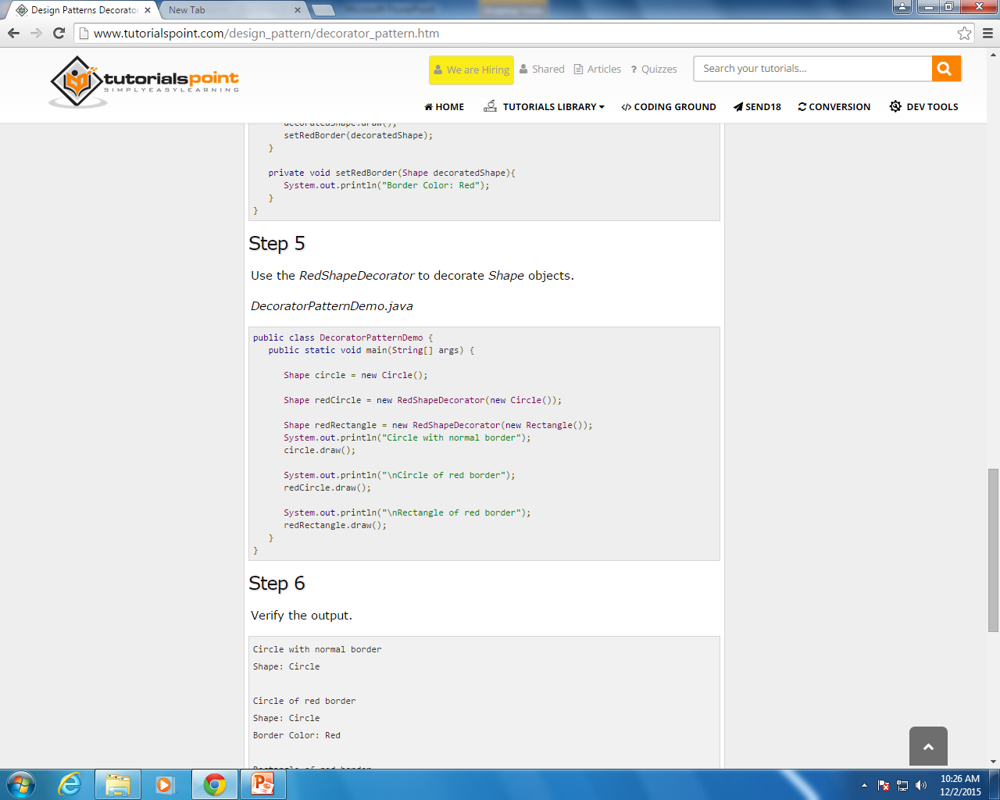 Design Patterns Decorator
New Tab
www.tutorialspoint.com/design_pattern/decorator_pattern.htm
tutorialspoint
SIMPLYEASYLEARNING
We are Hiring
Shared
Articles
? Quizzes
Search your tutorials...
HOME
TUTORIALS LIBRARY
</> CODING GROUND
SEND18
CONVERSION
DEV TOOLS
decoratedShape.draw();
setRedBorder(decoratedShape);
}
private void setRedBorder(Shape decoratedShape){
System.out.println("Border Color: Red");
}
}
Step 5
Use the RedShapeDecorator to decorate Shape objects.
DecoratorPatternDemo.java
public class DecoratorPatternDemo {
public static void main(String[] args) {
Shape circle = new Circle();
Shape redCircle = new RedShapeDecorator(new Circle());
Shape redRectangle = new RedShapeDecorator(new Rectangle());
System.out.println("Circle with normal border");
circle.draw();
System.out.println("\nCircle of red border");
redCircle.draw();
System.out.println("\nRectangle of red border");
redRectangle.draw();
}
}
Step 6
Verify the output.
Circle with normal border
Shape: Circle
Circle of red border
Shape: Circle
Border Color: Red
Rectangle of red border
10:26 AM
12/2/2015